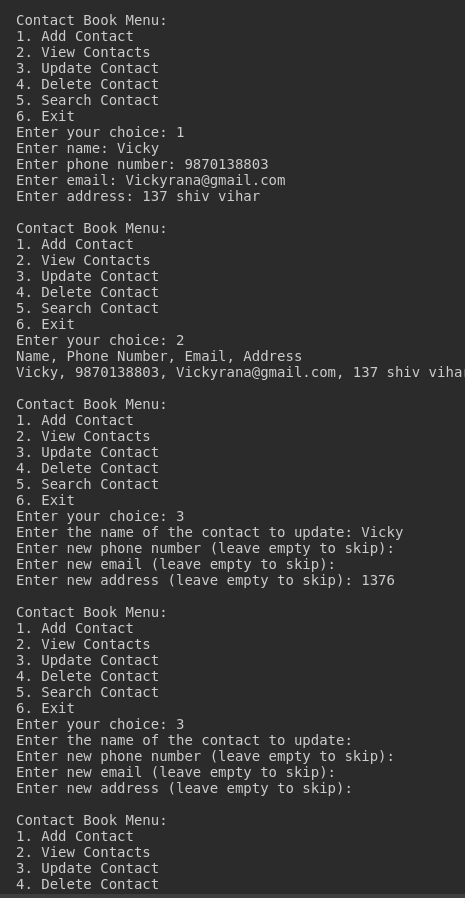 Contact Book Menu:
1. Add Contact
2. View Contacts
3. Update Contact
4. Delete Contact
5. Search Contact
6. Exit
Enter your choice: 1
Enter name: Vicky
Enter phone number: 9870138803
Enter email: Vickyrana@gmail.com
Enter address: 137 shiv vihar
Contact Book Menu:
1. Add Contact
2. View Contacts
3. Update Contact
4. Delete Contact
5. Search Contact
6. Exit
Enter your choice: 2
Name, Phone Number, Email, Address
Vicky, 9870138803, Vickyrana@gmail.com, 137 shiv vihar
Contact Book Menu:
1. Add Contact
2. View Contacts
3. Update Contact
4. Delete Contact
5. Search Contact
6. Exit
Enter your choice: 3
Enter the name of the contact to update: Vicky
Enter new phone number (leave empty to skip):
Enter new email (leave empty to skip):
Enter new address (leave empty to skip): 1376
Contact Book Menu:
1. Add Contact
2. View Contacts
3. Update Contact
4. Delete Contact
5. Search Contact
6. Exit
Enter your choice: 3
Enter the name of the contact to update:
Enter new phone number (leave empty to skip):
Enter new email (leave empty to skip):
Enter new address (leave empty to skip):
Contact Book Menu:
1. Add Contact
2. View Contacts
3. Update Contact
4. Delete Contact